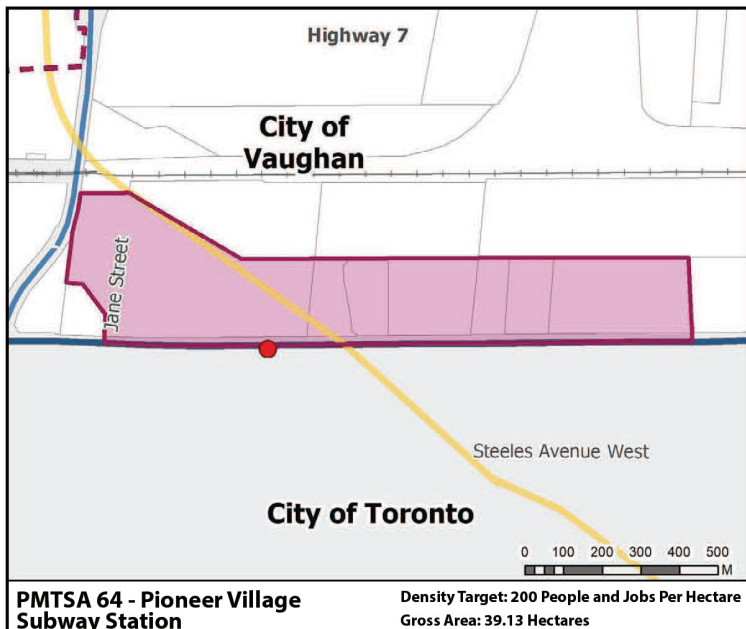 Highway 7
City of
Vaughan
Jane Street
Steeles Avenue West
City of Toronto
0 100 200 300 400 500
M
PMTSA 64 - Pioneer Village
Subway Station
Density Target: 200 People and Jobs Per Hectare
Gross Area: 39.13 Hectares